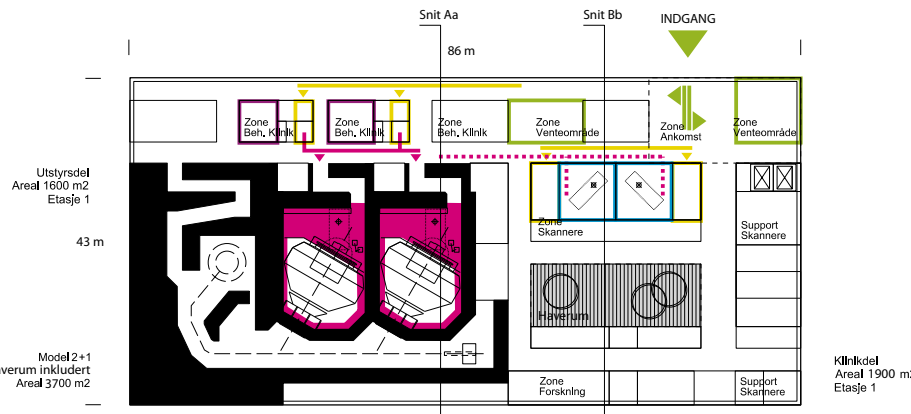 Snit Aa
Snit Bb
INDGANG
86 m
Zone
Beh. Klinik
Zone
Beh. Klinik
Zone
Beh. Klinik
Zone
Venteområde
Zone
Ankomst
Zone
Venteområde
Utstyrsdel
Areal 1600 m2
Etasje 1
43 m
Zone
Skannere
Support
Skannere
Haverum
Model 2+1
verum inkludert
Areal 3700 m2
Zone
Forskning
Support
Skannere
Klinikdel
Areal 1900 m2
Etasje 1